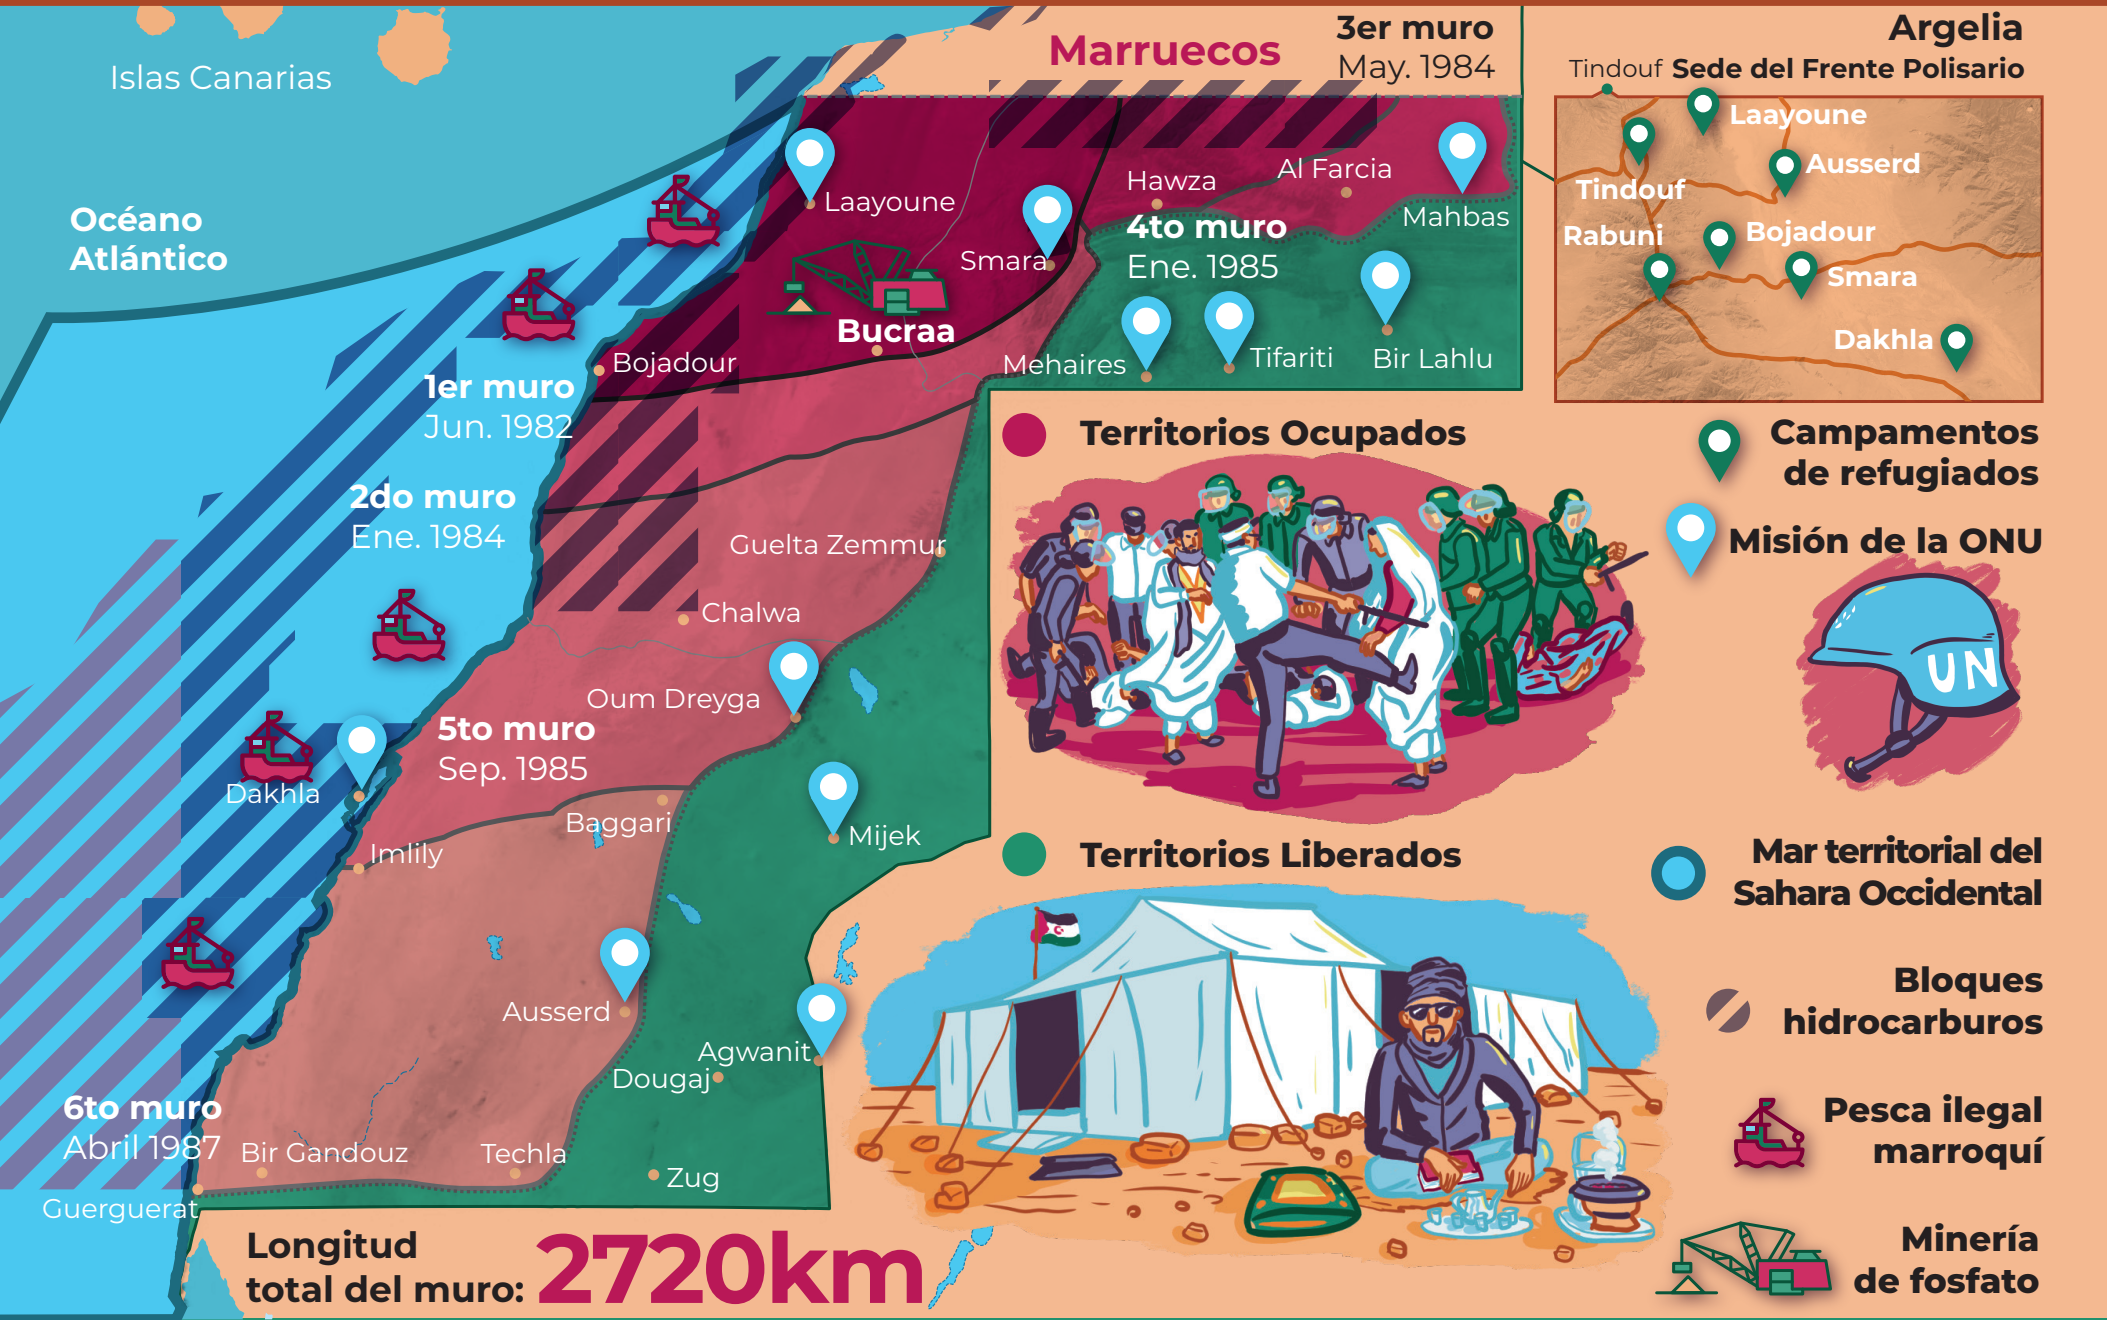 Islas Canarias
Océano
Atlántico
Marruecos
3er muro
May. 1984
Argelia
Tindouf Sede del Frente Polisario
Laayoune
Ausserd
Tindouf
Rabuni
Bojadour
Smara
Dakhla
Laayoune
Smara
Hawza
Al Farcia
Mahbas
4to muro
Ene. 1985
Bucraa
Bojadour
Mehaires
Tifariti
Bir Lahlu
1er muro
Jun. 1982
2do muro
Ene. 1984
Guelta Zemmur
Chalwa
Oum Dreyga
5to muro
Sep. 1985
Dakhla
Baggari
Imlily
Mijek
Ausserd
Agwanit
Dougaj
6to muro
Abril 1987
Bir Gandouz
Techla
Zug
Guerguerat
Longitud
total del muro: 2720km
Territorios Ocupados
Territorios Liberados
Campamentos
de refugiados
Misión de la ONU
UN
Mar territorial del
Sahara Occidental
Bloques
hidrocarburos
Pesca ilegal
marroquí
Minería
de fosfato